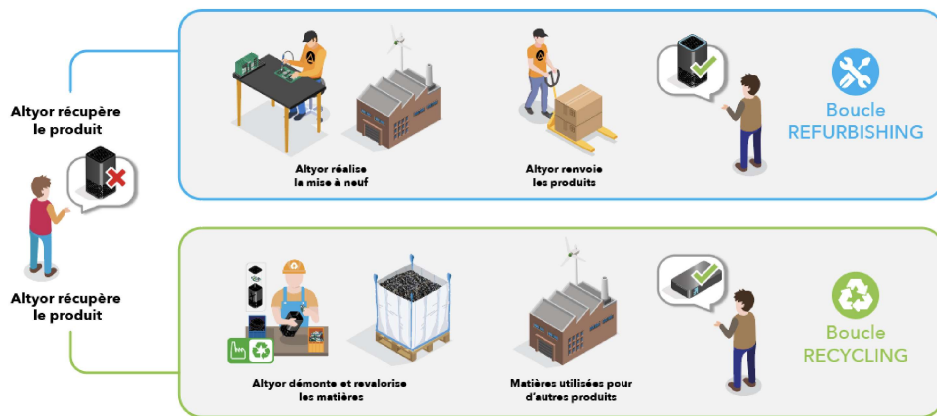 Altyor récupère
le produit
Altyor réalise
la mise à neuf
Altyor renvoie
les produits
Boucle
REFURBISHING
Altyor récupère
le produit
Altyor démonte et revalorise
les matières
Matières utilisées pour
d'autres produits
Boucle
RECYCLING